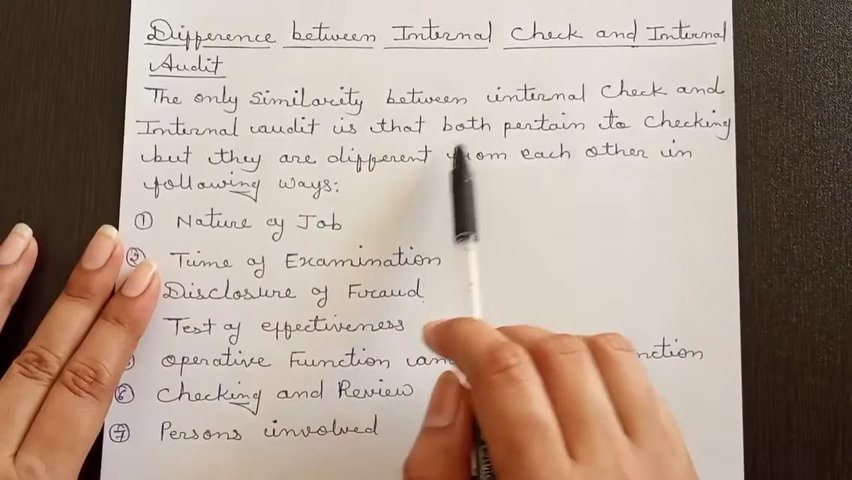 Difference between Internal Check and Internal
Audit
The only Similarity between internal Check and
Internal audit is that both pertain to checking
but they are different from each other in
following ways:
① Nature of Job
② Time of Examination
Disclosure of Fraud
Test of effectiveness
operative Function
⑥ Checking and Review
⑦ Persons involved